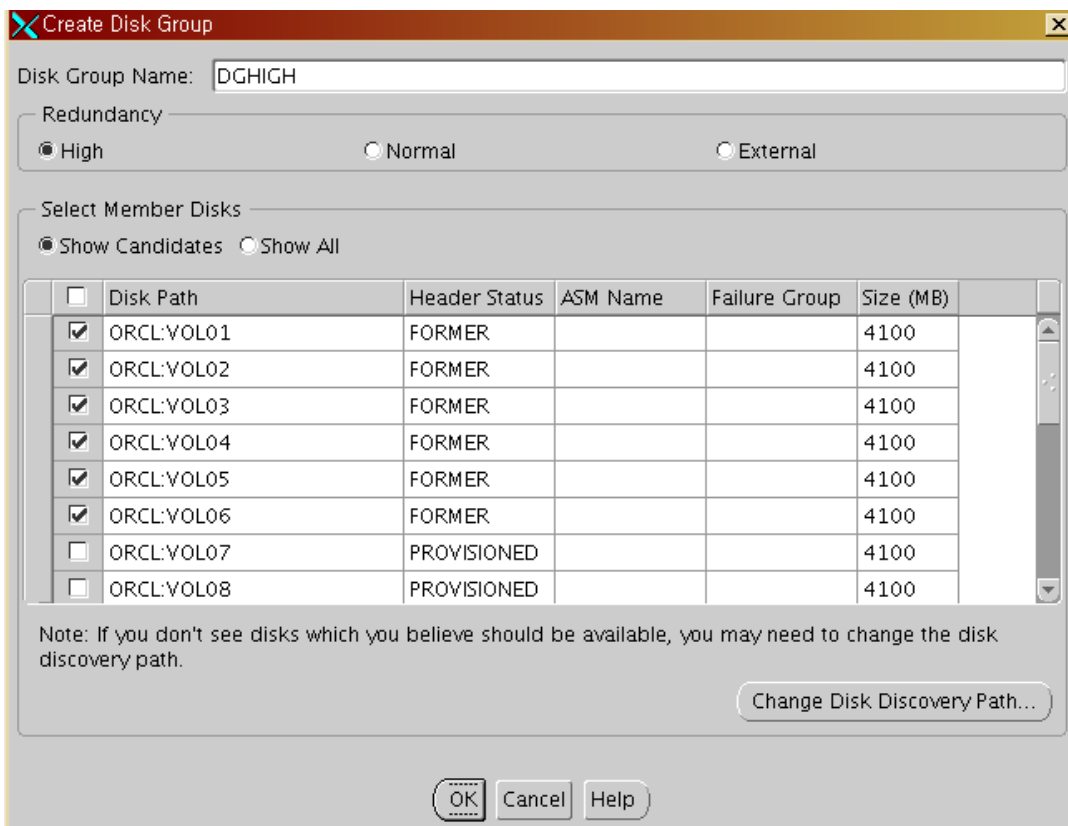 Create Disk Group
Disk Group Name: DGHIGH
Redundancy
High Normal External
Select Member Disks
Show Candidates Show All
Disk Path Header Status ASM Name Failure Group Size (MB)
ORCL:VOL01 FORMER 4100
ORCL:VOL02 FORMER 4100
ORCL:VOL03 FORMER 4100
ORCL:VOL04 FORMER 4100
ORCL:VOL05 FORMER 4100
ORCL:VOL06 FORMER 4100
ORCL:VOL07 PROVISIONED 4100
ORCL:VOL08 PROVISIONED 4100
Note: If you don't see disks which you believe should be available, you may need to change the disk
discovery path.
Change Disk Discovery Path...
OK Cancel Help